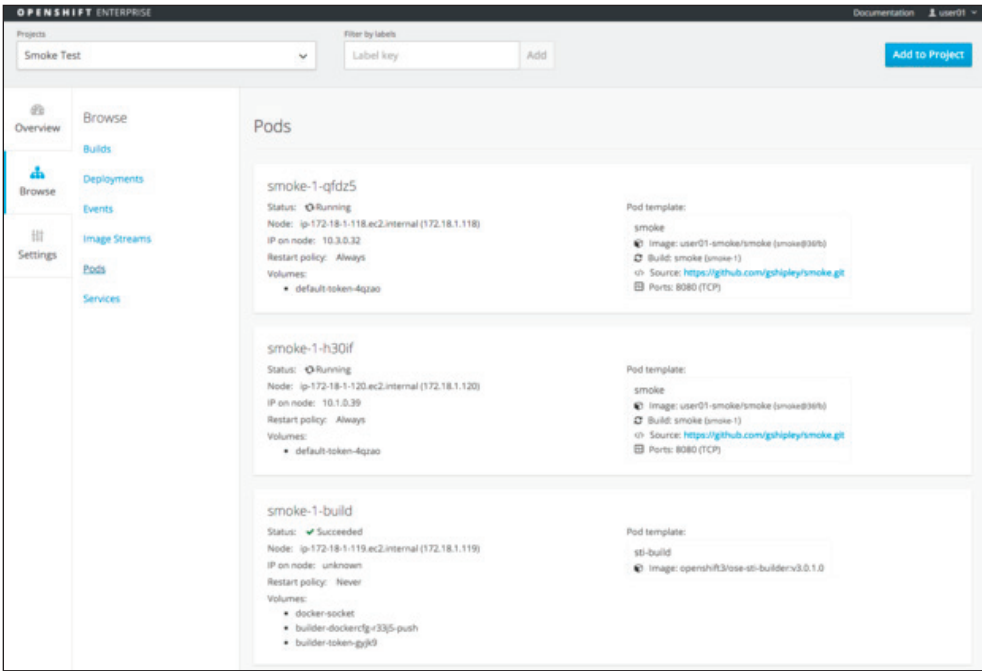 OPENSHIFT ENTERPRISE
Documentation user01
Projects
Filter by labels
Smoke Test
Label key
Add
Add to Project
Overview
Browse
Settings
Browse
Builds
Deployments
Events
Image Streams
Pods
Services
Pods
smoke-1-qfdz5
Status: Running
Node: ip-172-18-1-118.ec2.internal (172.18.1.118)
IP on node: 10.3.0.32
Restart policy: Always
Volumes:
default-token-4qzao
Pod template:
smoke
Image: user01-smoke/smoke
Build: smoke (smoke-1)
Source: https://github.com/gshipley/smoke.git
Ports: 8080 (TCP)
smoke-1-h30if
Status: Running
Node: ip-172-18-1-120.ec2.internal (172.18.1.120)
IP on node: 10.1.0.39
Restart policy: Always
Volumes:
default-token-4qzao
Pod template:
smoke
Image: user01-smoke/smoke
Build: smoke (smoke-1)
Source: https://github.com/gshipley/smoke.git
Ports: 8080 (TCP)
smoke-1-build
Status: Succeeded
Node: ip-172-18-1-119.ec2.internal (172.18.1.119)
IP on node: unknown
Restart policy: Never
Volumes:
docker-socket
builder-dockercfg-r33j5-push
builder-token-gyjk9
Pod template:
sti-build
Image: openshift3/ose-sti-builder:v3.0.1.0